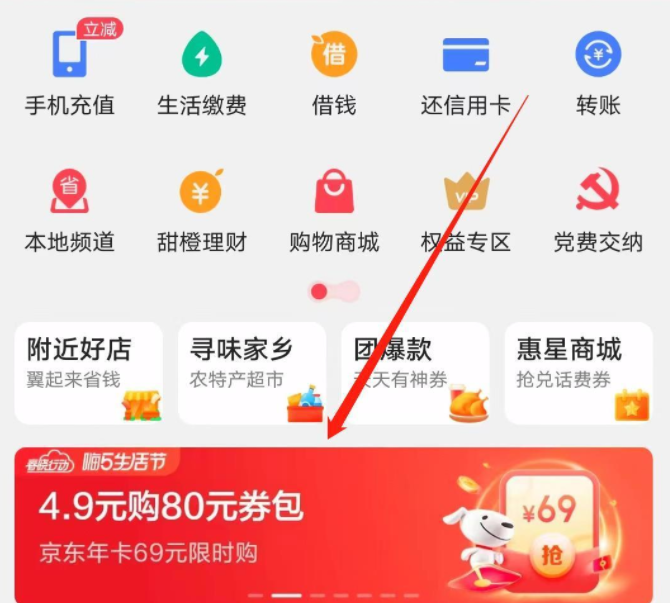 立减
手机充值 生活缴费 借 借钱 还信用卡 转账
省
本地频道 甜橙理财 购物商城 VIP 权益专区 党费交纳
附近好店 寻味家乡 团爆款 惠星商城
翼起来省钱 农特产超市 天天有神券 抢兑话费券
春晓行动 嗨5生活节
4.9元购80元券包
京东年卡69元限时购
¥69
抢